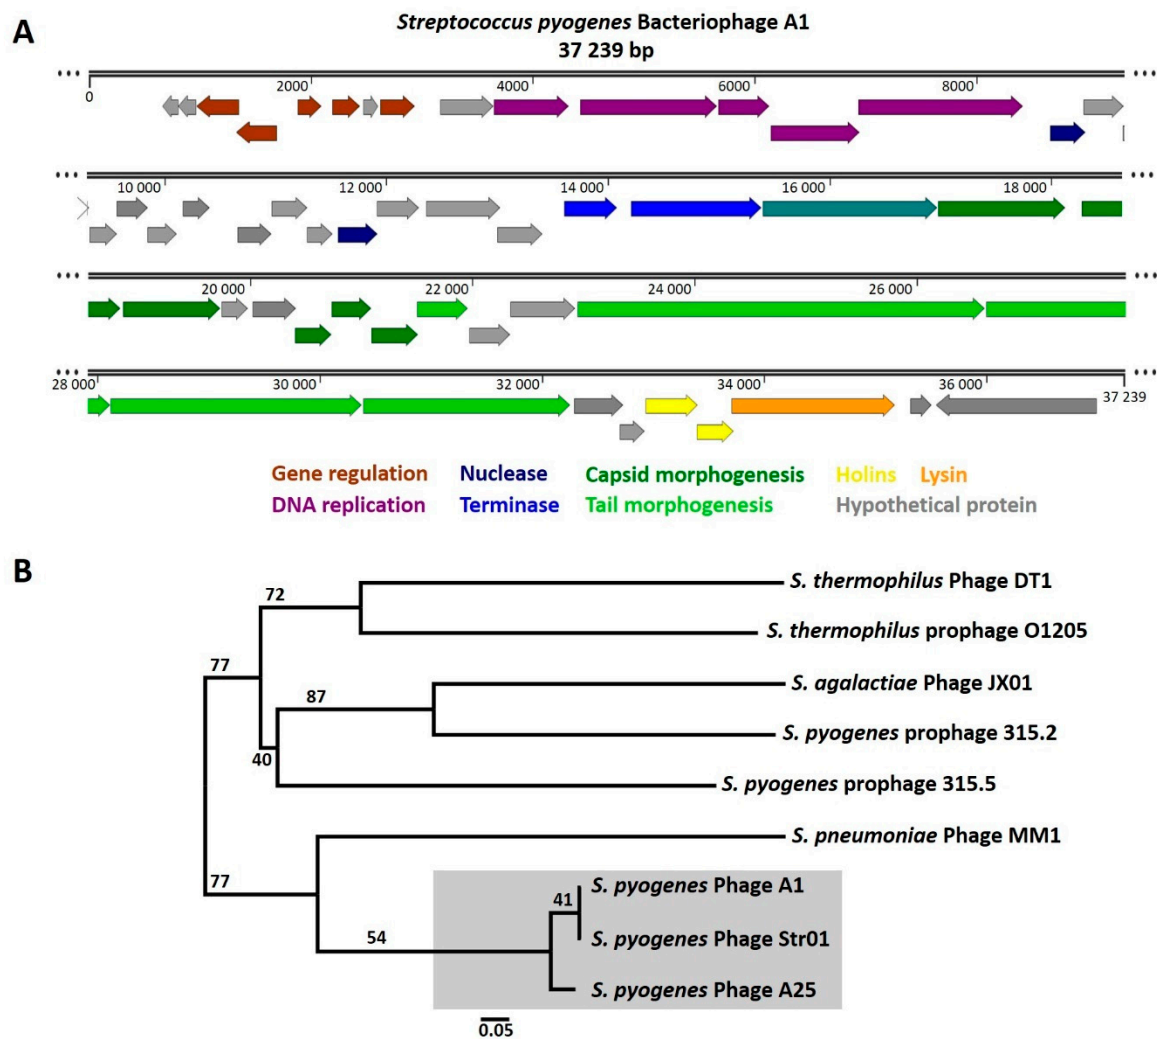 A
Streptococcus pyogenes Bacteriophage A1
37 239 bp
0 2000 4000 6000 8000
10 000 12 000 14 000 16 000 18 000
20 000 22 000 24 000 26 000
28 000 30 000 32 000 34 000 36 000
37 239
Gene regulation Nuclease Capsid morphogenesis Holins Lysin
DNA replication Terminase Tail morphogenesis Hypothetical protein
B
S. thermophilus Phage DT1
72
S. thermophilus prophage O1205
77
S. agalactiae Phage JX01
87
S. pyogenes prophage 315.2
40
S. pyogenes prophage 315.5
S. pneumoniae Phage MM1
77
S. pyogenes Phage A1
41
S. pyogenes Phage Str01
54
S. pyogenes Phage A25
0.05